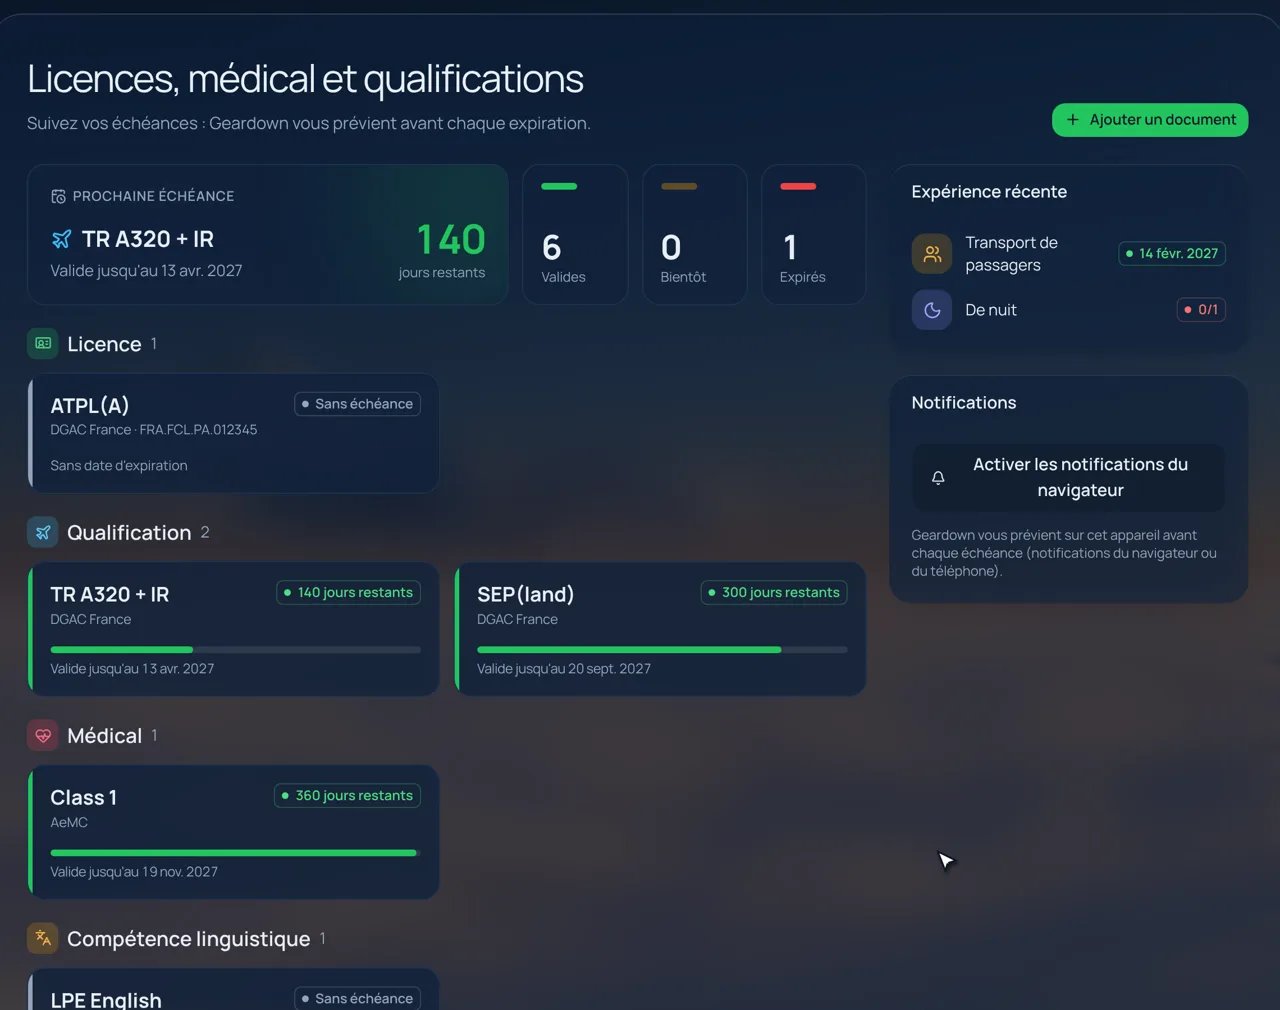 Licences, médical et qualifications
Suivez vos échéances : Geardown vous prévient avant chaque expiration.
Ajouter un document
PROCHAINE ÉCHÉANCE
TR A320 + IR
Valide jusqu'au 13 avr. 2027
140
jours restants
6
Valides
0
Bientôt
1
Expirés
Expérience récente
Transport de
passagers
14 févr. 2027
De nuit
0/1
Notifications
Activer les notifications du
navigateur
Geardown vous prévient sur cet appareil avant
chaque échéance (notifications du navigateur ou
du téléphone).
Licence 1
ATPL(A)
Sans échéance
DGAC France · FRA.FCL.PA.012345
Sans date d'expiration
Qualification 2
TR A320 + IR
140 jours restants
DGAC France
Valide jusqu'au 13 avr. 2027
SEP(land)
300 jours restants
DGAC France
Valide jusqu'au 20 sept. 2027
Médical 1
Class 1
360 jours restants
AeMC
Valide jusqu'au 19 nov. 2027
Compétence linguistique 1
LPE English
Sans échéance